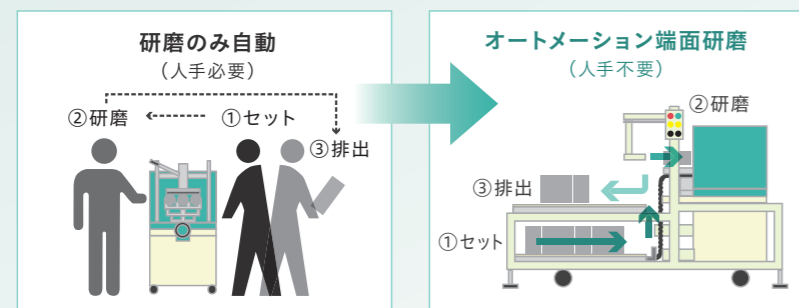 研磨のみ自動
（人手必要）
②研磨
①セット
③排出
オートメーション端面研磨
（人手不要）
②研磨
③排出
①セット